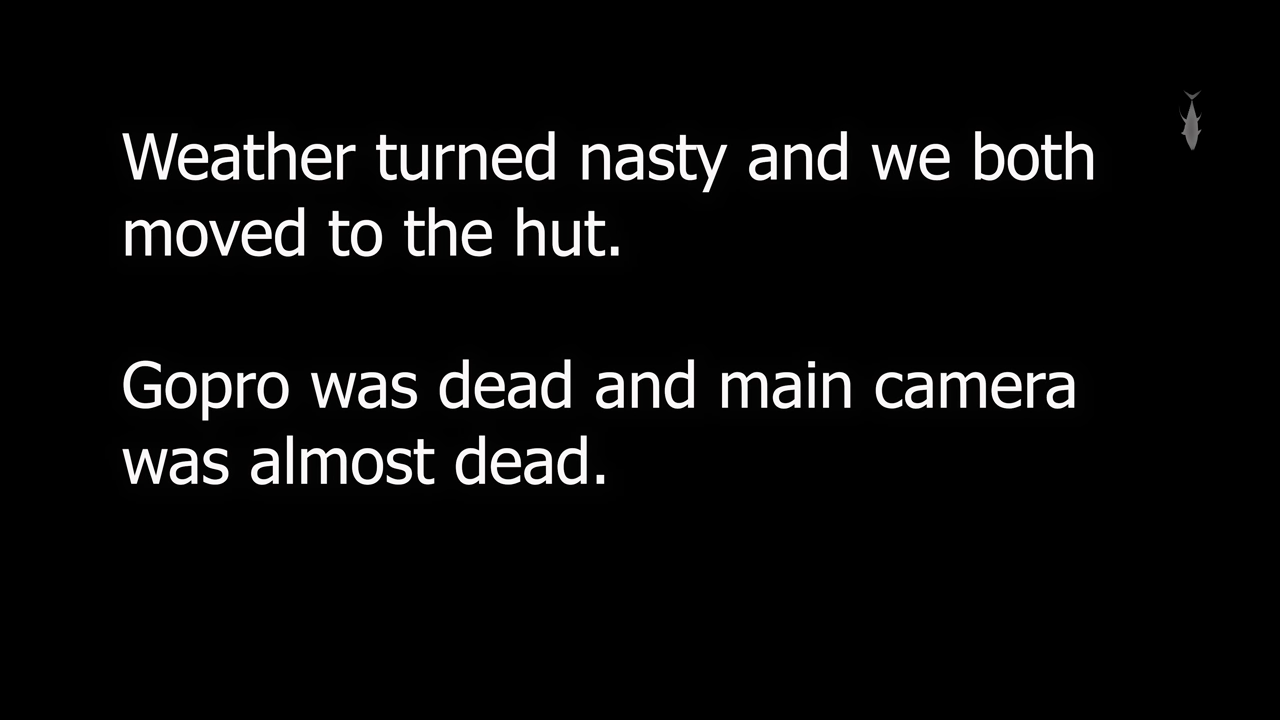 Weather turned nasty and we both
moved to the hut.
Gopro was dead and main camera
was almost dead.